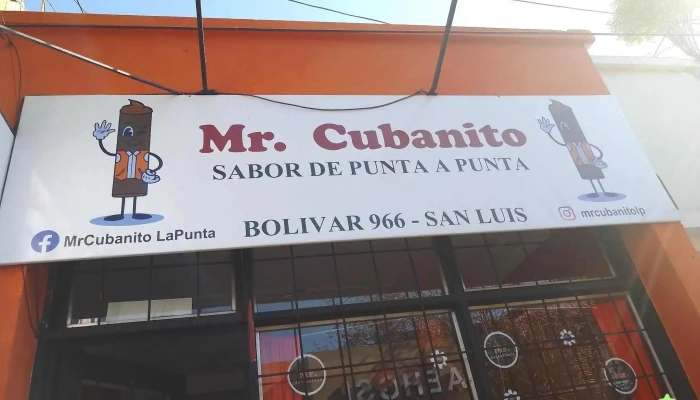 Mr. Cubanito
SABOR DE PUNTA A PUNTA
BOLIVAR 966 - SAN LUIS
MrCubanito LaPunta
mrcubanitolp